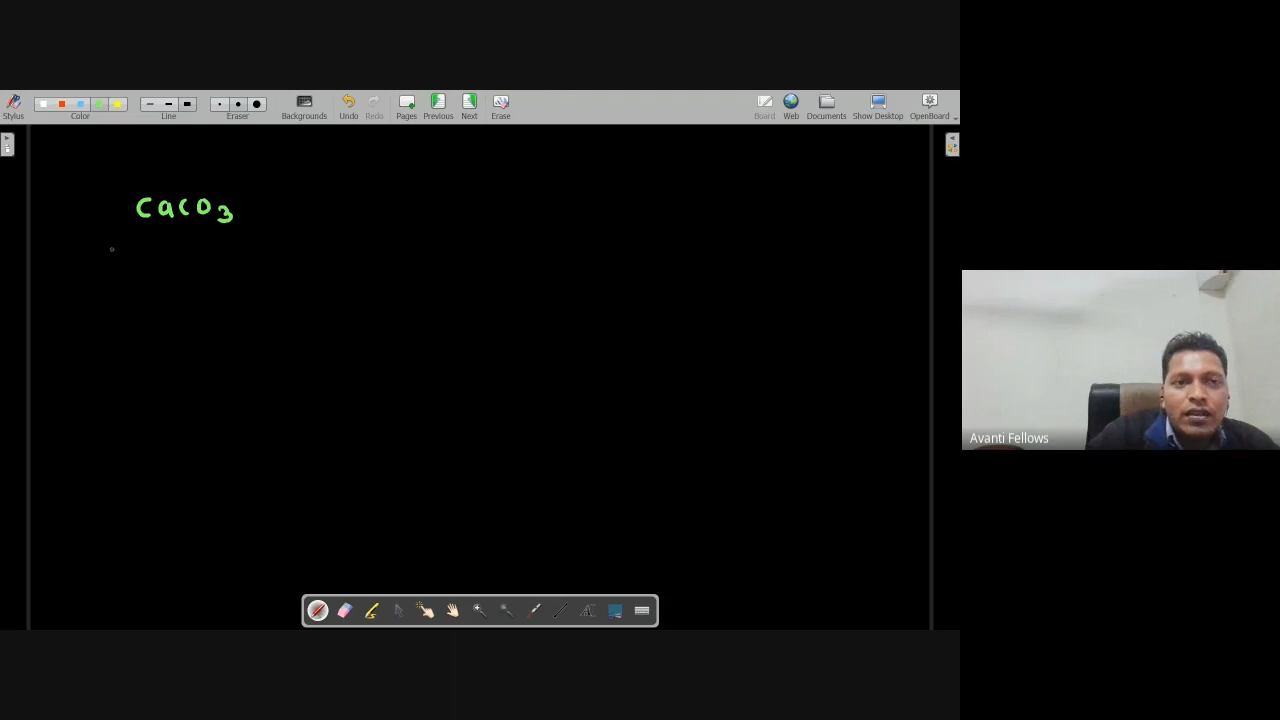 Stylus Color Line Eraser Backgrounds Undo Redo Pages Previous Next Erase Board Web Documents Show Desktop OpenBoard
CaCO3
Avanti Fellows